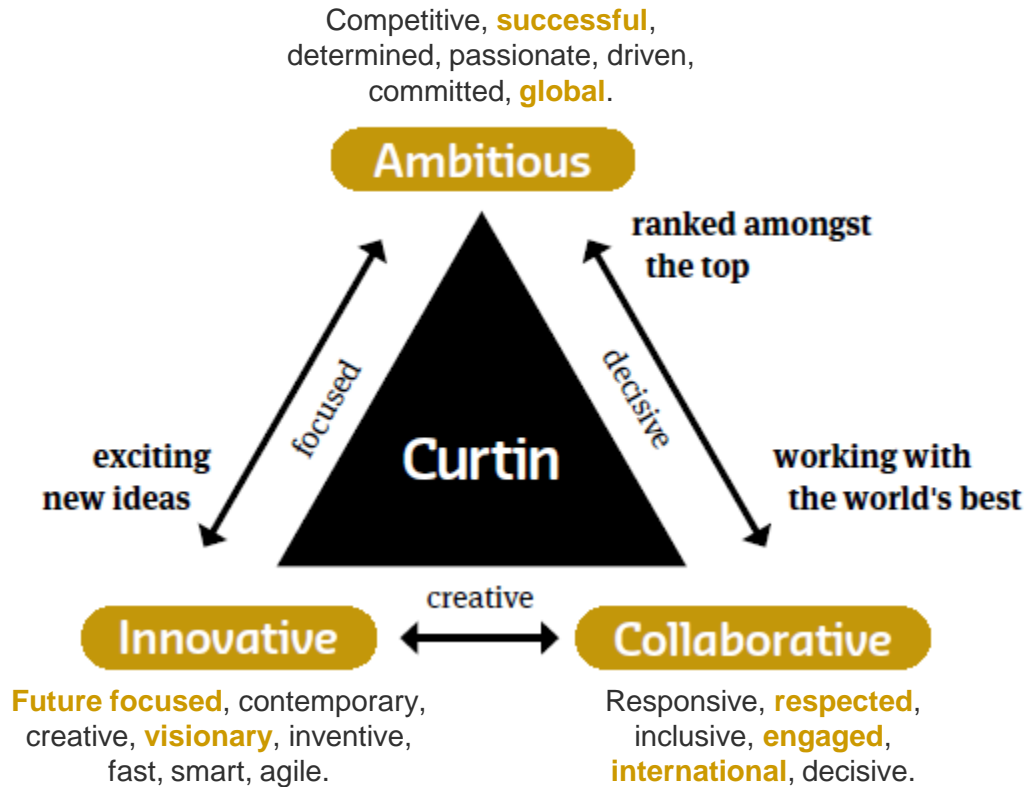 Competitive, successful,
determined, passionate, driven,
committed, global.
Ambitious
ranked amongst
the top
focused
decisive
exciting
new ideas
Curtin
working with
the world's best
creative
Innovative
Collaborative
Future focused, contemporary,
creative, visionary, inventive,
fast, smart, agile.
Responsive, respected,
inclusive, engaged,
international, decisive.